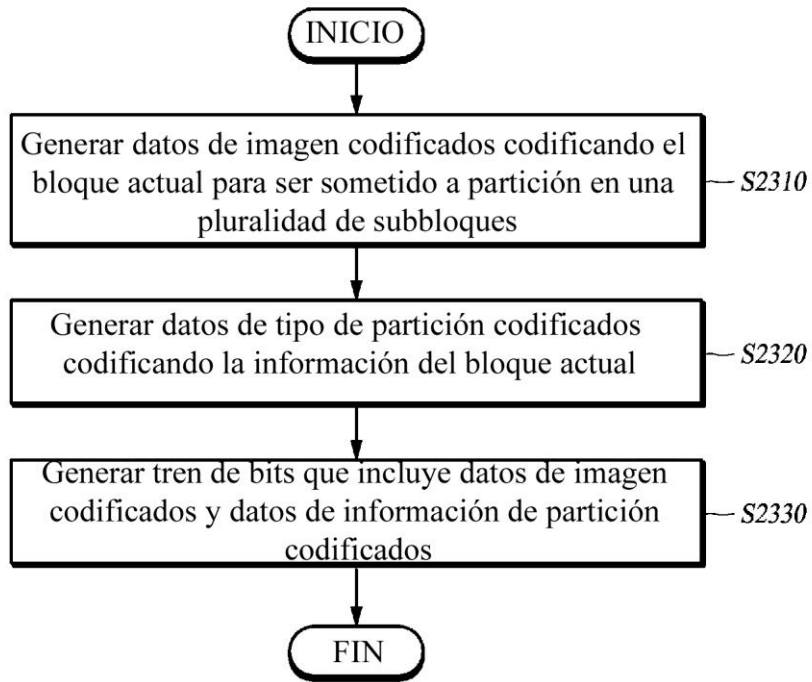 INICIO
Generar datos de imagen codificados codificando el
bloque actual para ser sometido a partición en una
pluralidad de subbloques
S2310
Generar datos de tipo de partición codificados
codificando la información del bloque actual
S2320
Generar tren de bits que incluye datos de imagen
codificados y datos de información de partición
codificados
S2330
FIN